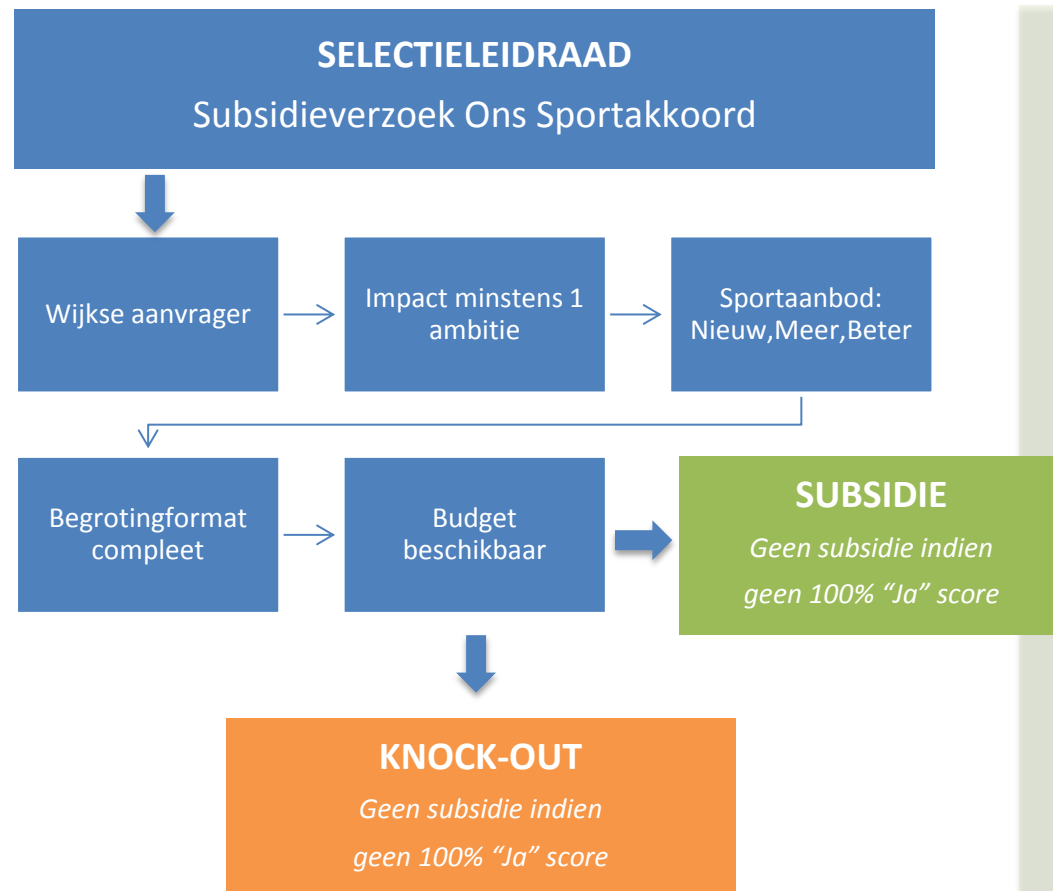 SELECTIELEIDRAAD
Subsidieverzoek Ons Sportakkoord
Wijkse aanvrager
Impact minstens 1
ambitie
Sportaanbod:
Nieuw,Meer,Beter
Begrotingformat
compleet
Budget
beschikbaar
SUBSIDIE
Geen subsidie indien
geen 100% “Ja” score
KNOCK-OUT
Geen subsidie indien
geen 100% “Ja” score